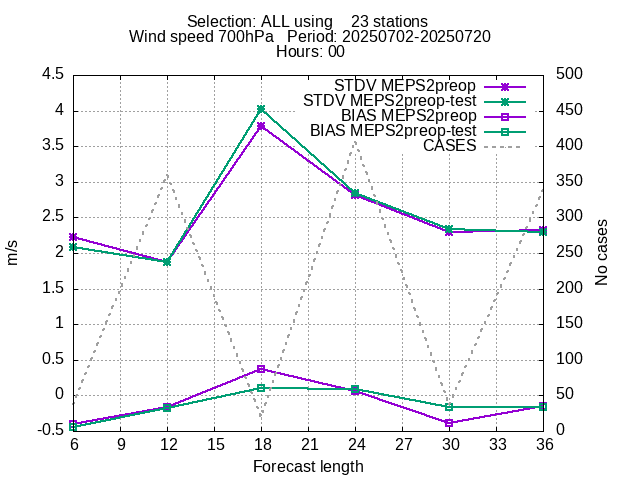 Selection: ALL using 23 stations
Wind speed 700hPa Period: 20250702-20250720
Hours: 00
STDV MEPS2preop
STDV MEPS2preop-test
BIAS MEPS2preop
BIAS MEPS2preop-test
CASES
4.5
4
3.5
3
2.5
2
1.5
1
0.5
0
-0.5
m/s
500
450
400
350
300
250
200
150
100
50
0
No cases
6 9 12 15 18 21 24 27 30 33 36
Forecast length